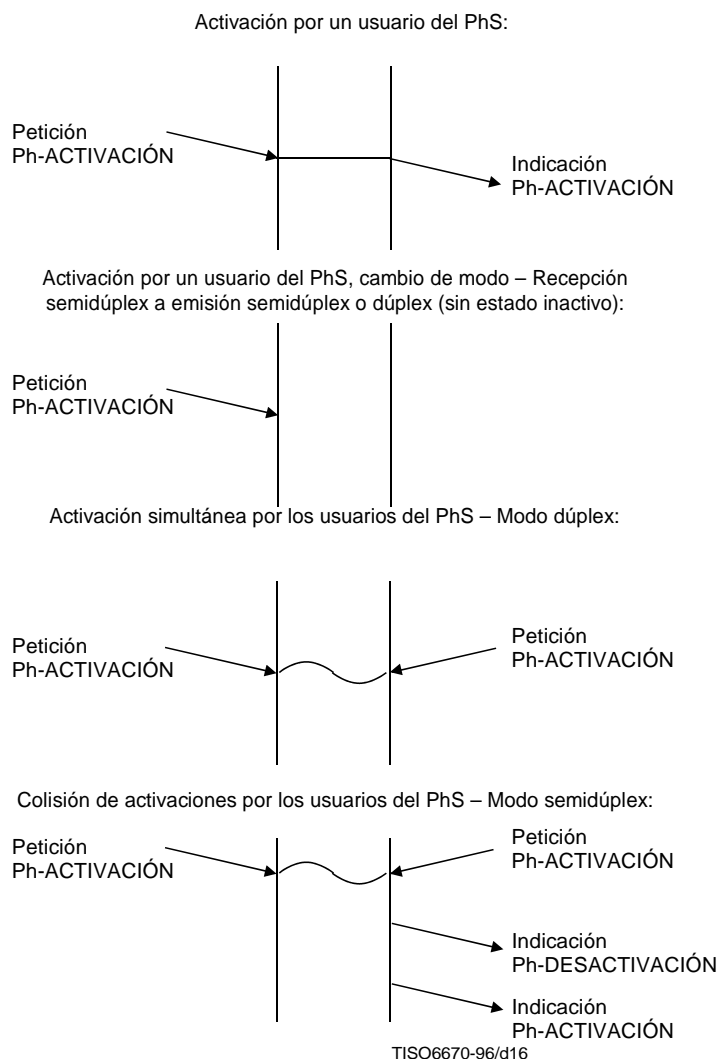 Activación por un usuario del PhS:
Petición
Ph-ACTIVACIÓN
Indicación
Ph-ACTIVACIÓN
Activación por un usuario del PhS, cambio de modo – Recepción
semidúplex a emisión semidúplex o dúplex (sin estado inactivo):
Petición
Ph-ACTIVACIÓN
Activación simultánea por los usuarios del PhS – Modo dúplex:
Petición
Ph-ACTIVACIÓN
Petición
Ph-ACTIVACIÓN
Colisión de activaciones por los usuarios del PhS – Modo semidúplex:
Petición
Ph-ACTIVACIÓN
Petición
Ph-ACTIVACIÓN
Indicación
Ph-DESACTIVACIÓN
Indicación
Ph-ACTIVACIÓN
TISO6670-96/d16